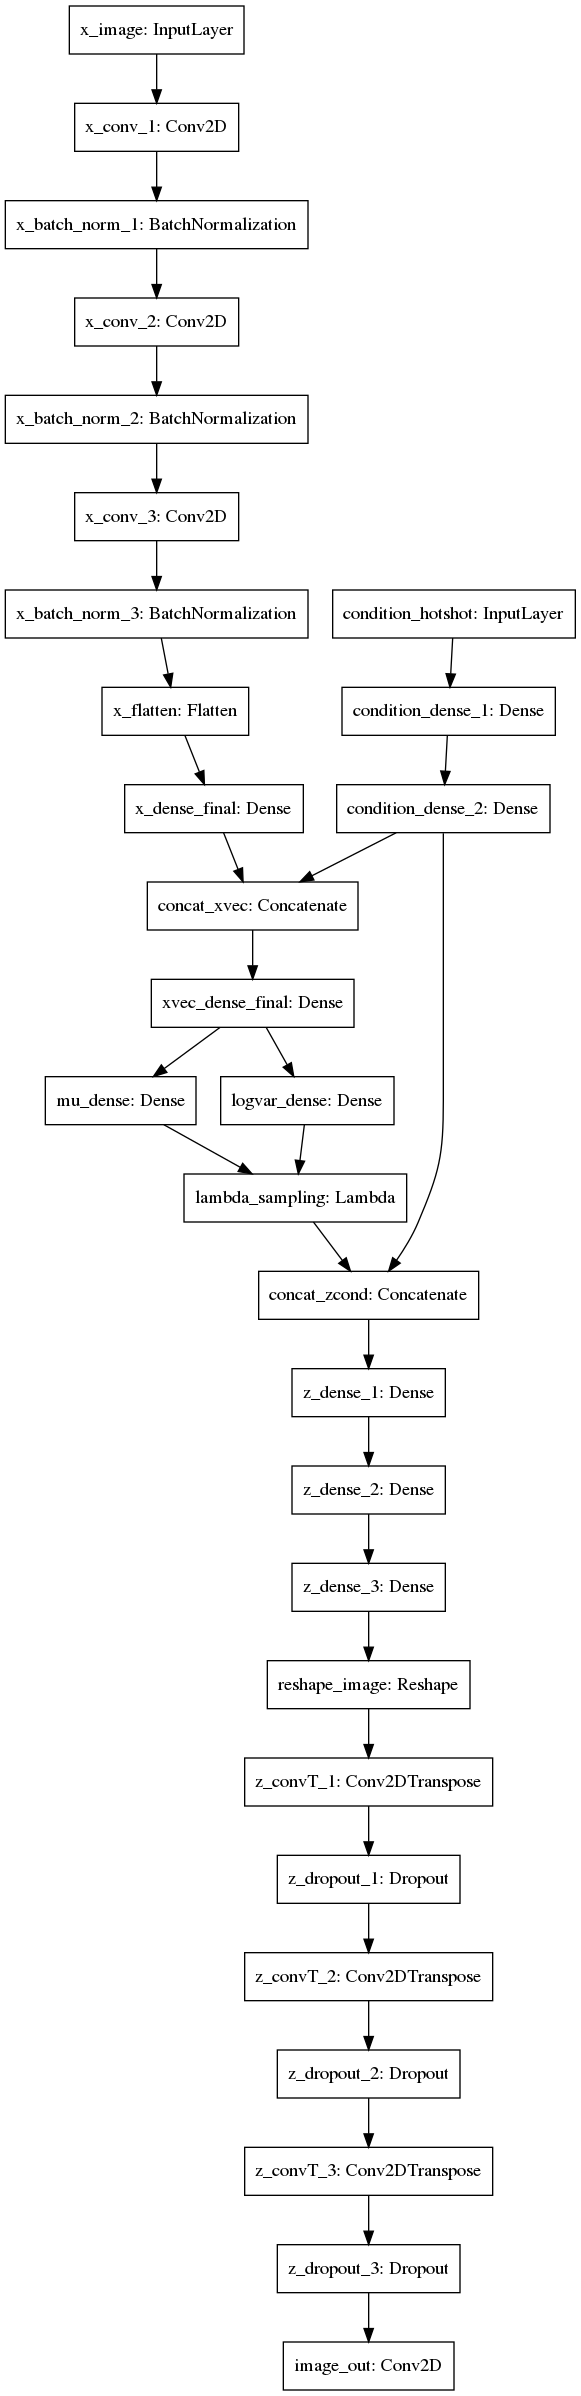 x_image: InputLayer
x_conv_1: Conv2D
x_batch_norm_1: BatchNormalization
x_conv_2: Conv2D
x_batch_norm_2: BatchNormalization
x_conv_3: Conv2D
x_batch_norm_3: BatchNormalization
condition_hotshot: InputLayer
x_flatten: Flatten
condition_dense_1: Dense
x_dense_final: Dense
condition_dense_2: Dense
concat_xvec: Concatenate
xvec_dense_final: Dense
mu_dense: Dense
logvar_dense: Dense
lambda_sampling: Lambda
concat_zcond: Concatenate
z_dense_1: Dense
z_dense_2: Dense
z_dense_3: Dense
reshape_image: Reshape
z_convT_1: Conv2DTranspose
z_dropout_1: Dropout
z_convT_2: Conv2DTranspose
z_dropout_2: Dropout
z_convT_3: Conv2DTranspose
z_dropout_3: Dropout
image_out: Conv2D